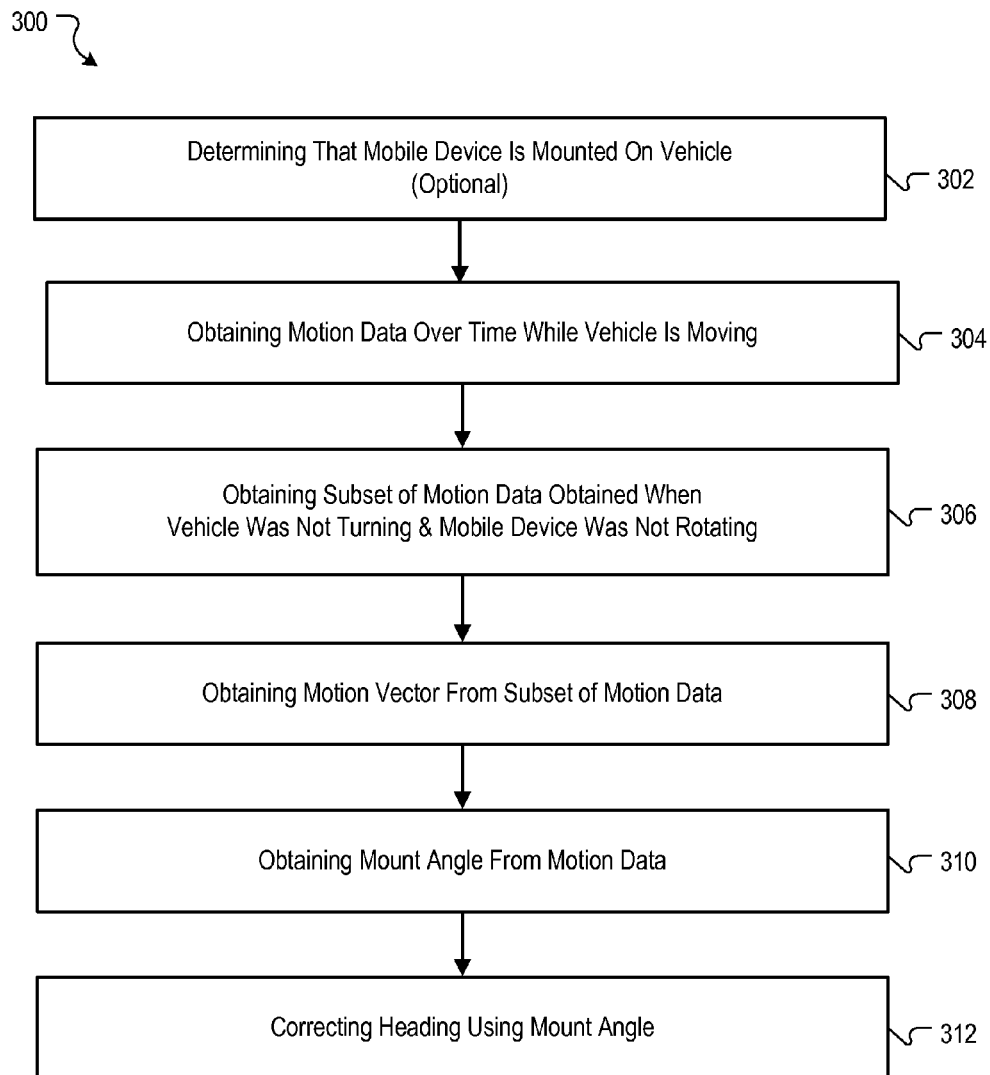 300
Determining That Mobile Device Is Mounted On Vehicle
(Optional)
302
Obtaining Motion Data Over Time While Vehicle Is Moving
304
Obtaining Subset of Motion Data Obtained When
Vehicle Was Not Turning & Mobile Device Was Not Rotating
306
Obtaining Motion Vector From Subset of Motion Data
308
Obtaining Mount Angle From Motion Data
310
Correcting Heading Using Mount Angle
312